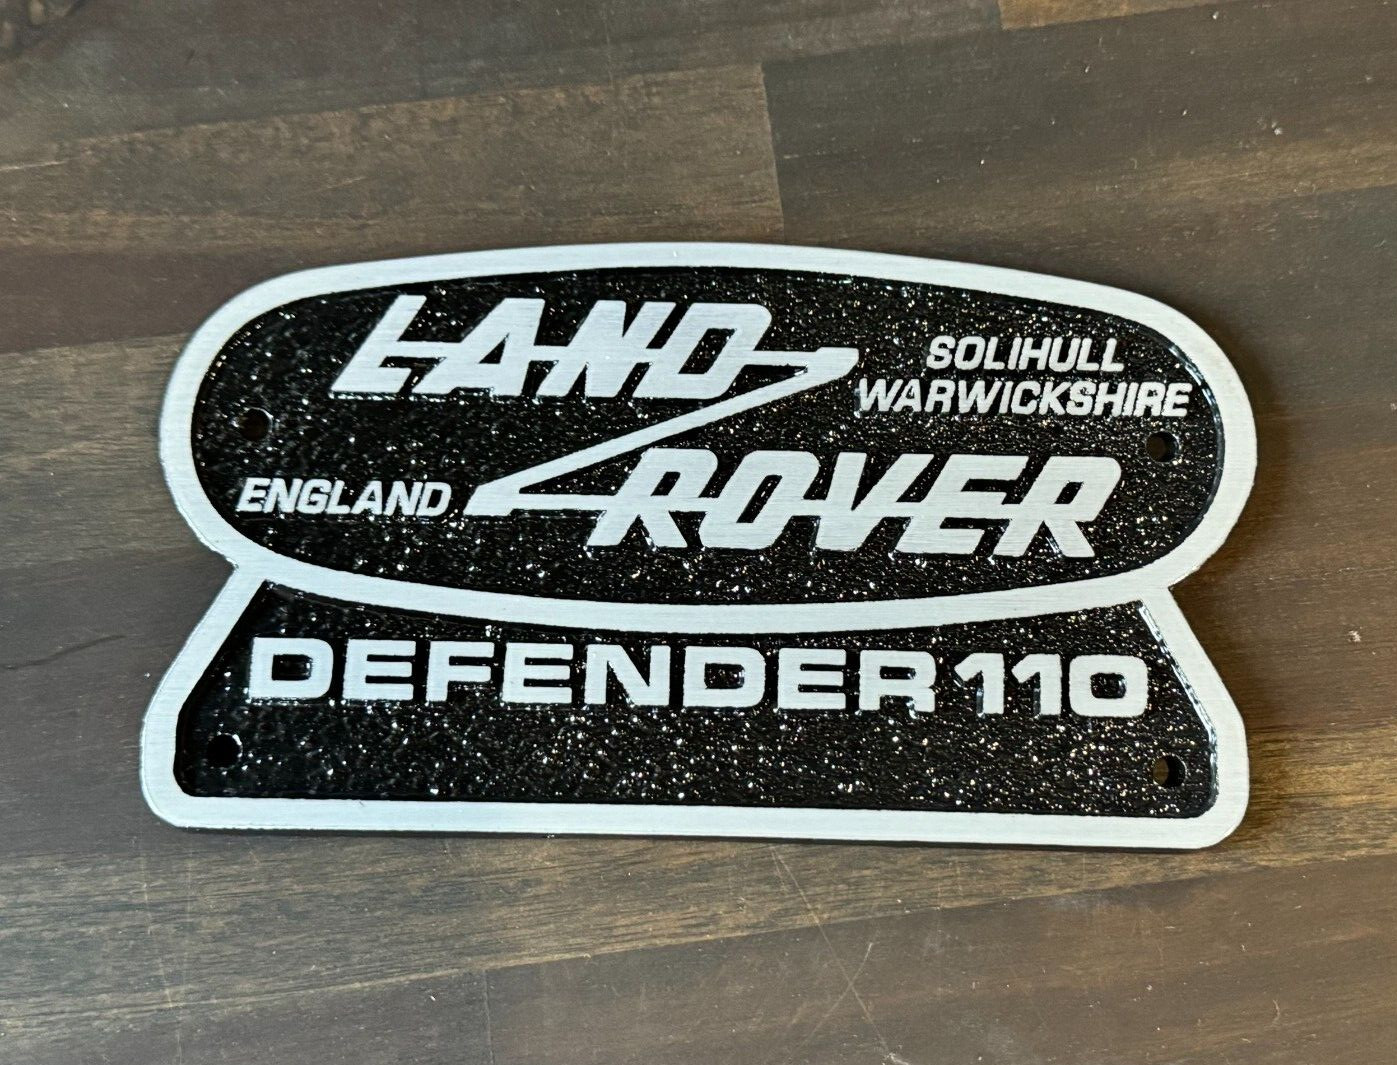 LAND
SOLIHULL
WARWICKSHIRE
ENGLAND
ROVER
DEFENDER 110